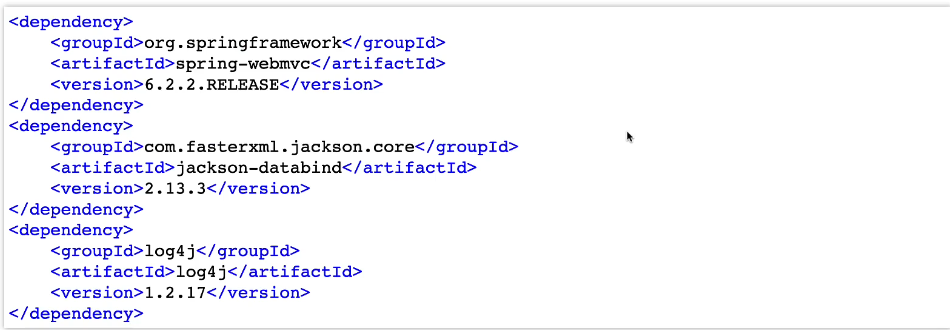 <dependency>
    <groupId>org.springframework</groupId>
    <artifactId>spring-webmvc</artifactId>
    <version>6.2.2.RELEASE</version>
</dependency>
<dependency>
    <groupId>com.fasterxml.jackson.core</groupId>
    <artifactId>jackson-databind</artifactId>
    <version>2.13.3</version>
</dependency>
<dependency>
    <groupId>log4j</groupId>
    <artifactId>log4j</artifactId>
    <version>1.2.17</version>
</dependency>